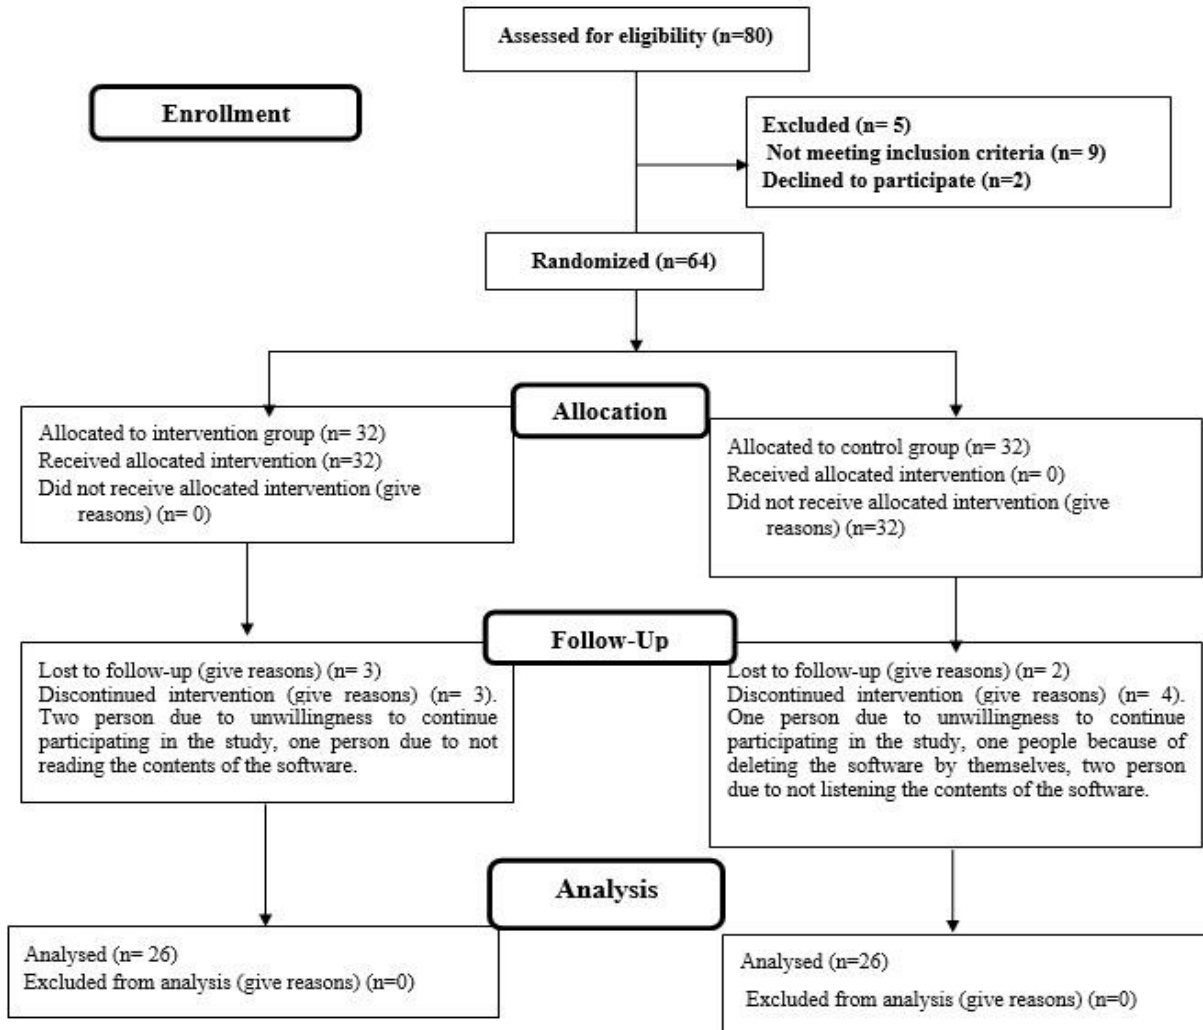 Assessed for eligibility (n=80)
Enrollment
Excluded (n= 5)
Not meeting inclusion criteria (n= 9)
Declined to participate (n=2)
Randomized (n=64)
Allocation
Allocated to intervention group (n= 32)
Received allocated intervention (n=32)
Did not receive allocated intervention (give
reasons) (n= 0)
Allocated to control group (n= 32)
Received allocated intervention (n= 0)
Did not receive allocated intervention (give
reasons) (n=32)
Follow-Up
Lost to follow-up (give reasons) (n= 3)
Discontinued intervention (give reasons) (n= 3).
Two person due to unwillingness to continue
participating in the study, one person due to not
reading the contents of the software.
Lost to follow-up (give reasons) (n= 2)
Discontinued intervention (give reasons) (n= 4).
One person due to unwillingness to continue
participating in the study, one people because of
deleting the software by themselves, two person
due to not listening the contents of the software.
Analysis
Analysed (n= 26)
Excluded from analysis (give reasons) (n=0)
Analysed (n=26)
Excluded from analysis (give reasons) (n=0)